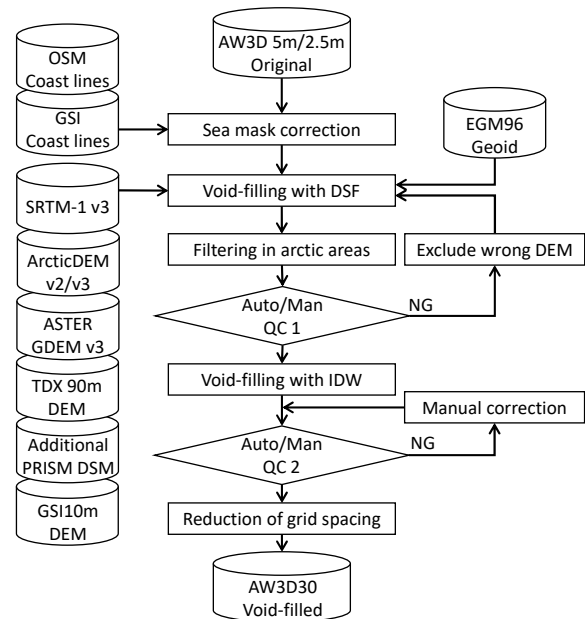 OSM
Coast lines
GSI
Coast lines
SRTM-1 v3
ArcticDEM
v2/v3
ASTER
GDEM v3
TDX 90m
DEM
Additional
PRISM DSM
GSI10m
DEM
AW3D 5m/2.5m
Original
Sea mask correction
EGM96
Geoid
Void-filling with DSF
Filtering in arctic areas
Exclude wrong DEM
Auto/Man
QC 1
NG
Void-filling with IDW
Manual correction
Auto/Man
QC 2
NG
Reduction of grid spacing
AW3D30
Void-filled